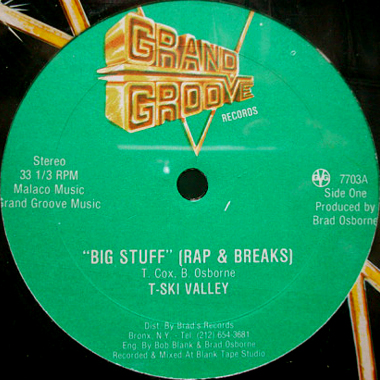 GRAND
GROOVE
RECORDS
Stereo
33 1/3 RPM
Malaco Music
Grand Groove Music
7703A
Side One
Produced by
Brad Osborne
"BIG STUFF" (RAP & BREAKS)
T. Cox. B. Osborne
T-SKI VALLEY
Dist. By Brad's Records
Bronx, N.Y. - Tel. (212) 654-3681
Eng. By Bob Blank & Brad Osborne
Recorded & Mixed At Blank Tape Studio